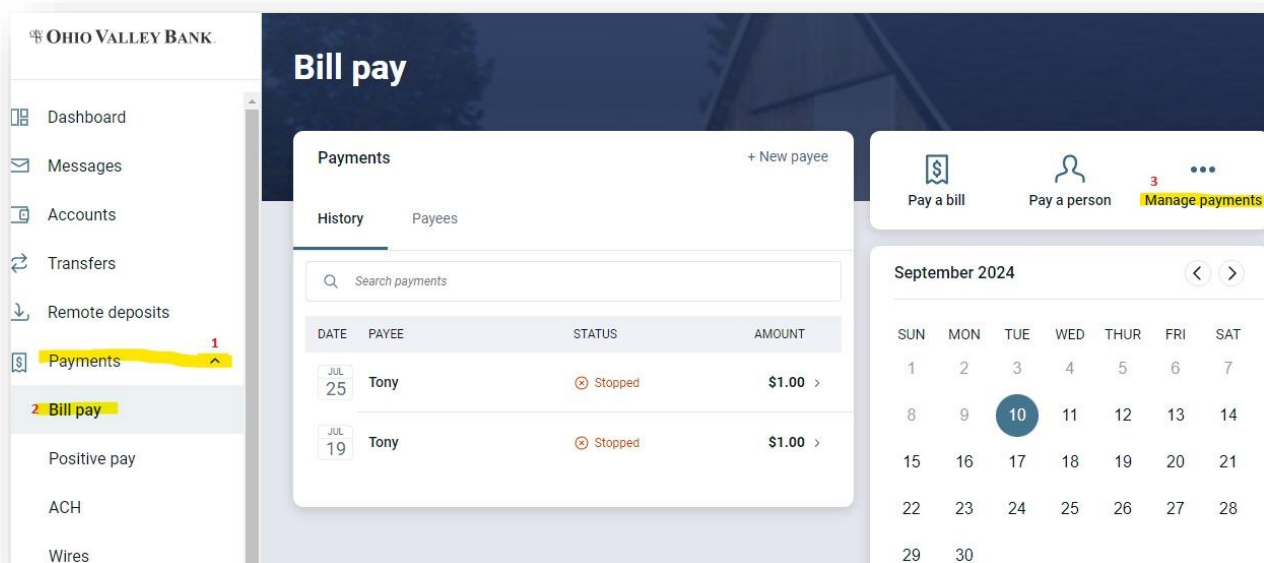 OHIO VALLEY BANK.
Dashboard
Messages
Accounts
Transfers
Remote deposits
1
Payments
2 Bill pay
Positive pay
ACH
Wires
Bill pay
Payments + New payee
History Payees
Search payments
DATE PAYEE STATUS AMOUNT
JUL
25 Tony Stopped $1.00 >
JUL
19 Tony Stopped $1.00 >
3
Pay a bill Pay a person Manage payments
September 2024 < >
SUN MON TUE WED THUR FRI SAT
1 2 3 4 5 6 7
8 9 10 11 12 13 14
15 16 17 18 19 20 21
22 23 24 25 26 27 28
29 30